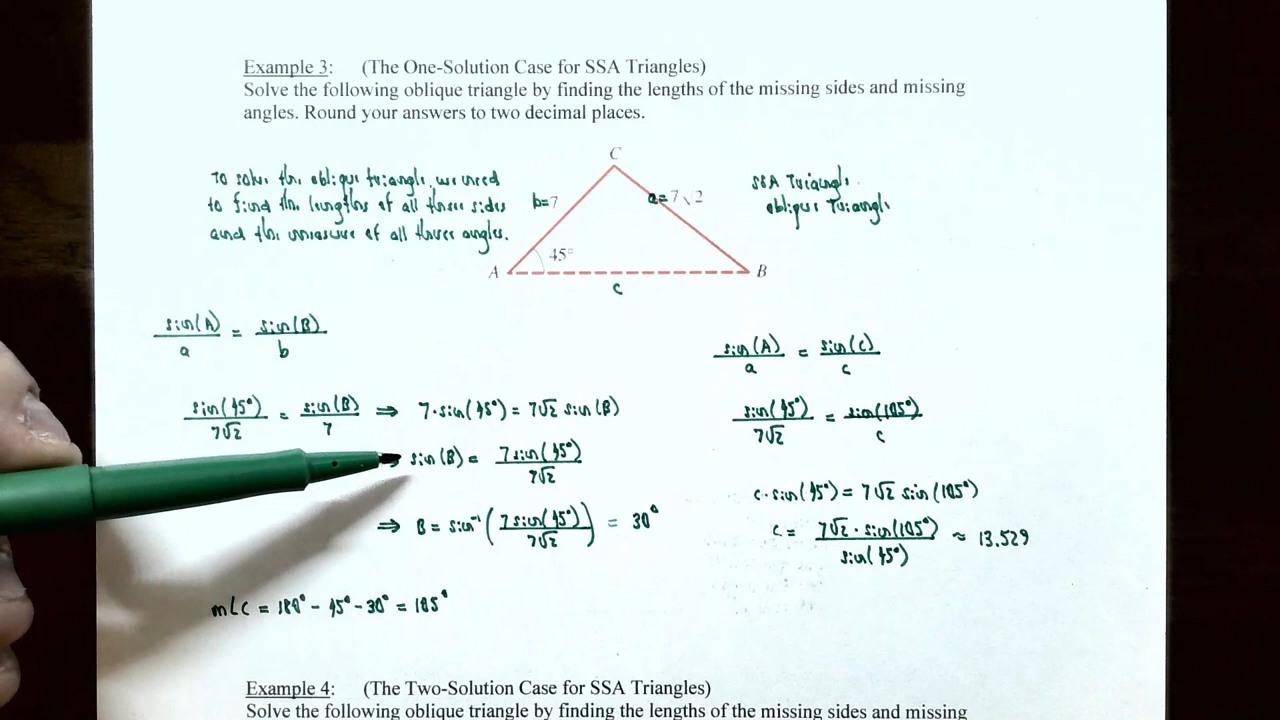 Example 3: (The One-Solution Case for SSA Triangles)
Solve the following oblique triangle by finding the lengths of the missing sides and missing
angles. Round your answers to two decimal places.
To solve the oblique triangle, we need
to find the lengths of all three sides
and the measure of all three angles.
C
b=7
a=7√2
45°
A
B
c
SSA Triangle
oblique Triangle
sin(A)/a = sin(B)/b
sin(45°)/7√2 = sin(B)/7 ⇒ 7·sin(45°) = 7√2 sin(B)
sin(B) = 7sin(45°)/7√2
⇒ B = sin⁻¹(7sin(45°)/7√2) = 30°
m∠C = 180° - 45° - 30° = 105°
sin(A)/a = sin(C)/c
sin(45°)/7√2 = sin(105°)/c
c·sin(45°) = 7√2 sin(105°)
c = 7√2·sin(105°)/sin(45°) ≈ 13.529
Example 4: (The Two-Solution Case for SSA Triangles)
Solve the following oblique triangle by finding the lengths of the missing sides and missing